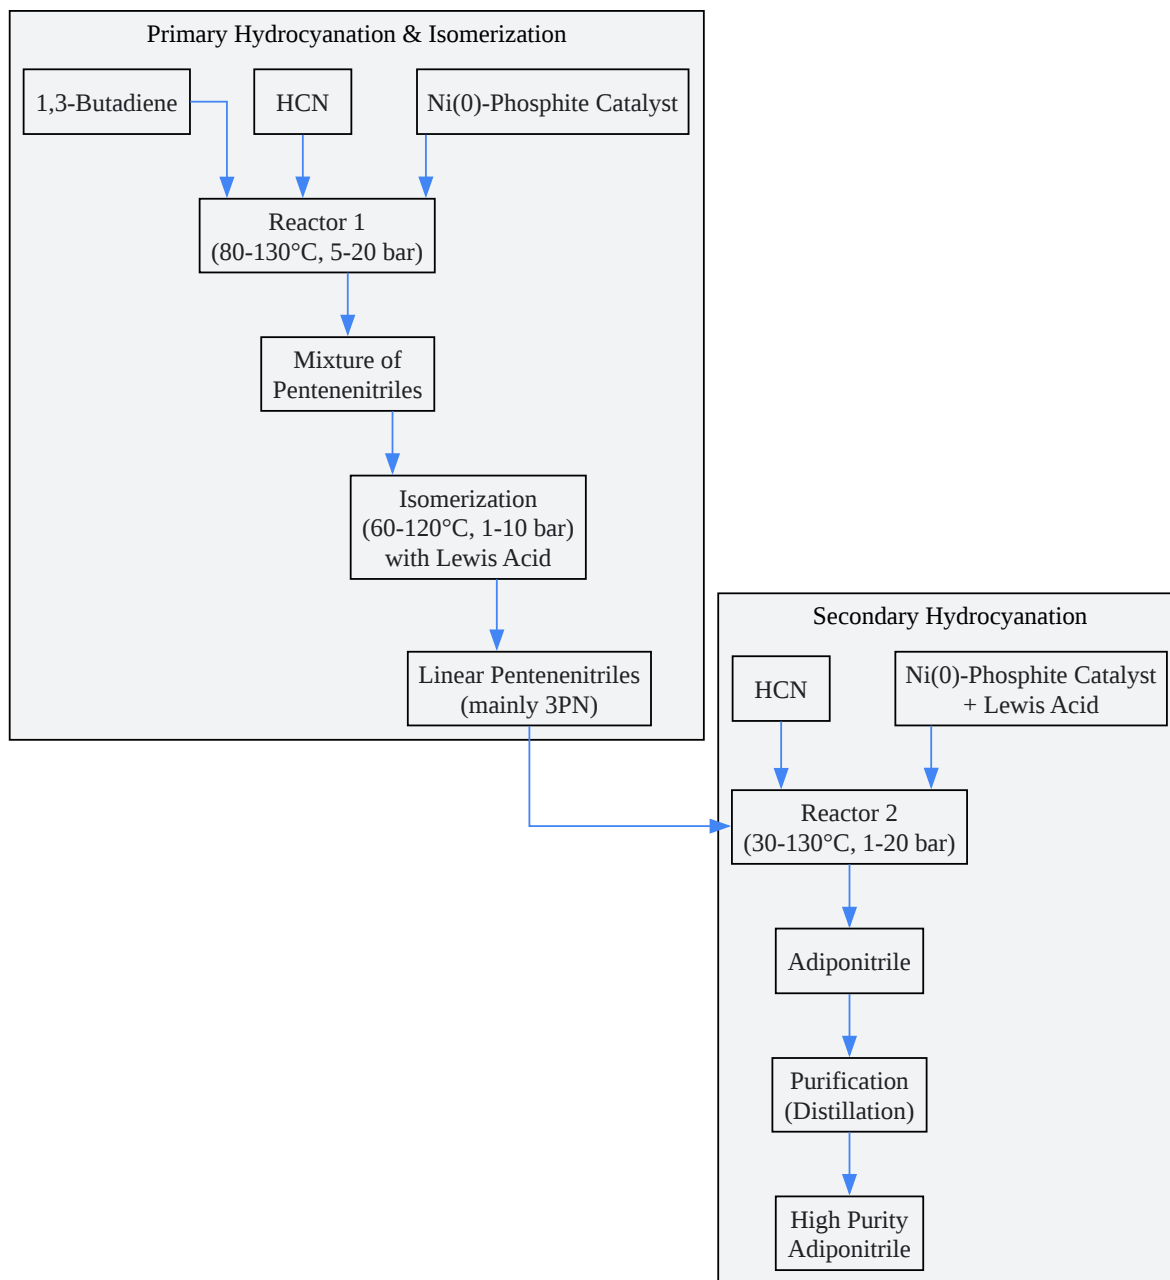 Primary Hydrocyanation & Isomerization
1,3-Butadiene
HCN
Ni(0)-Phosphite Catalyst
Reactor 1
(80-130°C, 5-20 bar)
Mixture of
Pentenenitriles
Isomerization
(60-120°C, 1-10 bar)
with Lewis Acid
Linear Pentenenitriles
(mainly 3PN)
Secondary Hydrocyanation
HCN
Ni(0)-Phosphite Catalyst
+ Lewis Acid
Reactor 2
(30-130°C, 1-20 bar)
Adiponitrile
Purification
(Distillation)
High Purity
Adiponitrile